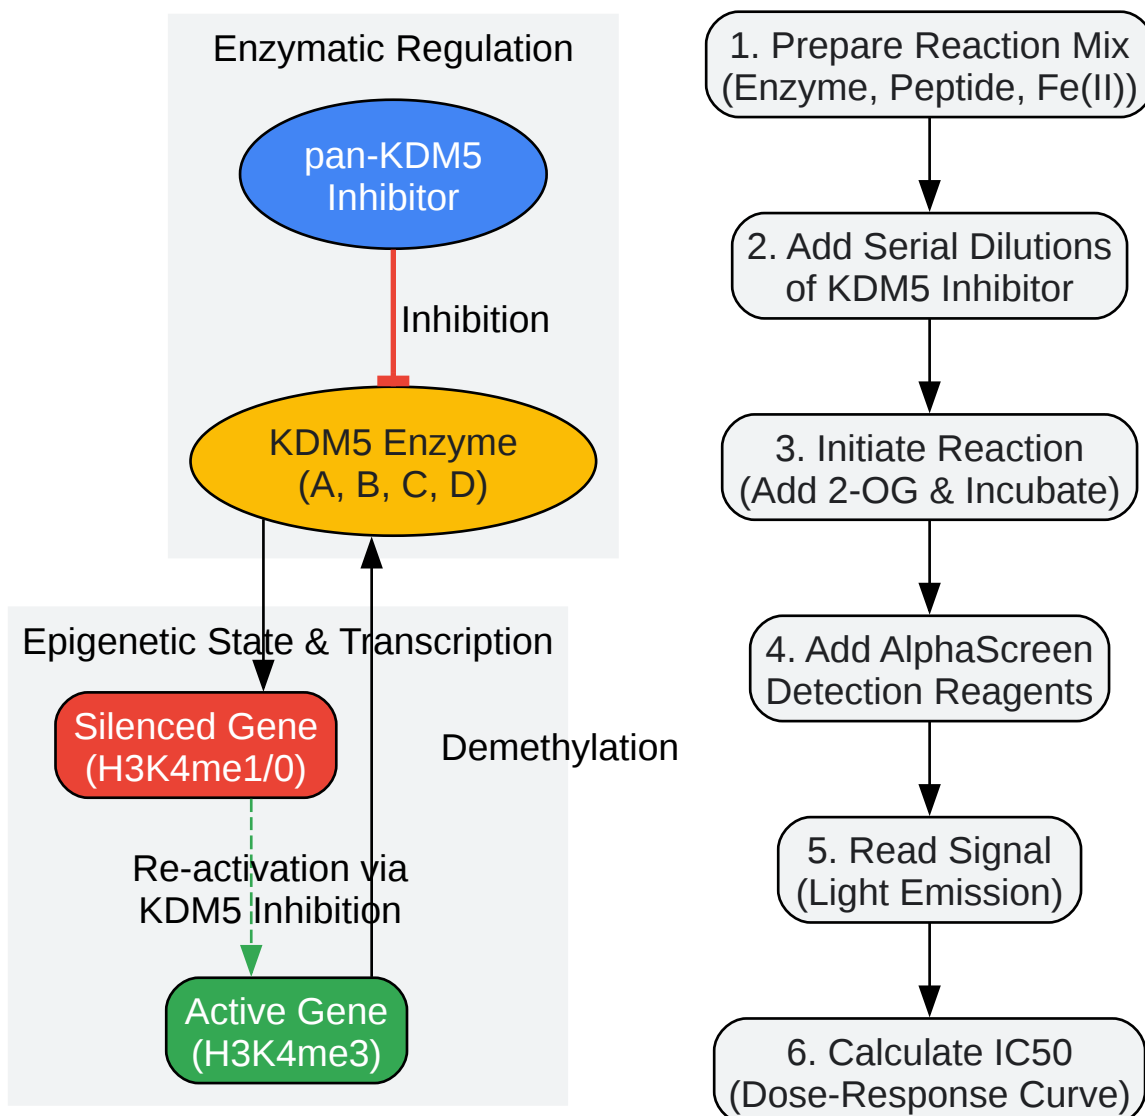 Enzymatic Regulation
pan-KDM5
Inhibitor
Inhibition
KDM5 Enzyme
(A, B, C, D)
Epigenetic State & Transcription
Silenced Gene
(H3K4me1/0)
Demethylation
Re-activation via
KDM5 Inhibition
Active Gene
(H3K4me3)
1. Prepare Reaction Mix
(Enzyme, Peptide, Fe(II))
2. Add Serial Dilutions
of KDM5 Inhibitor
3. Initiate Reaction
(Add 2-OG & Incubate)
4. Add AlphaScreen
Detection Reagents
5. Read Signal
(Light Emission)
6. Calculate IC50
(Dose-Response Curve)